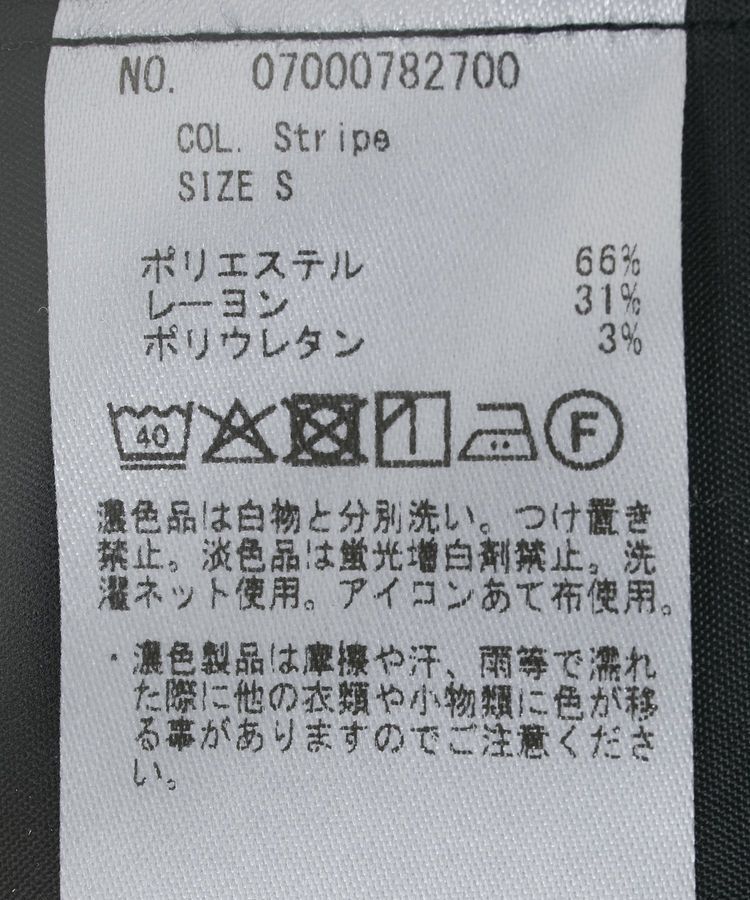 NO. 07000782700
COL. Stripe
SIZE S
ポリエステル 66%
レーヨン 31%
ポリウレタン 3%
40
F
濃色品は白物と分別洗い。つけ置き
禁止。淡色品は蛍光増白剤禁止。洗
濯ネット使用。アイコンあて布使用。
・濃色製品は摩擦や汗、雨等で濡れ
た際に他の衣類や小物類に色が移
る事がありますのでご注意くださ
い。